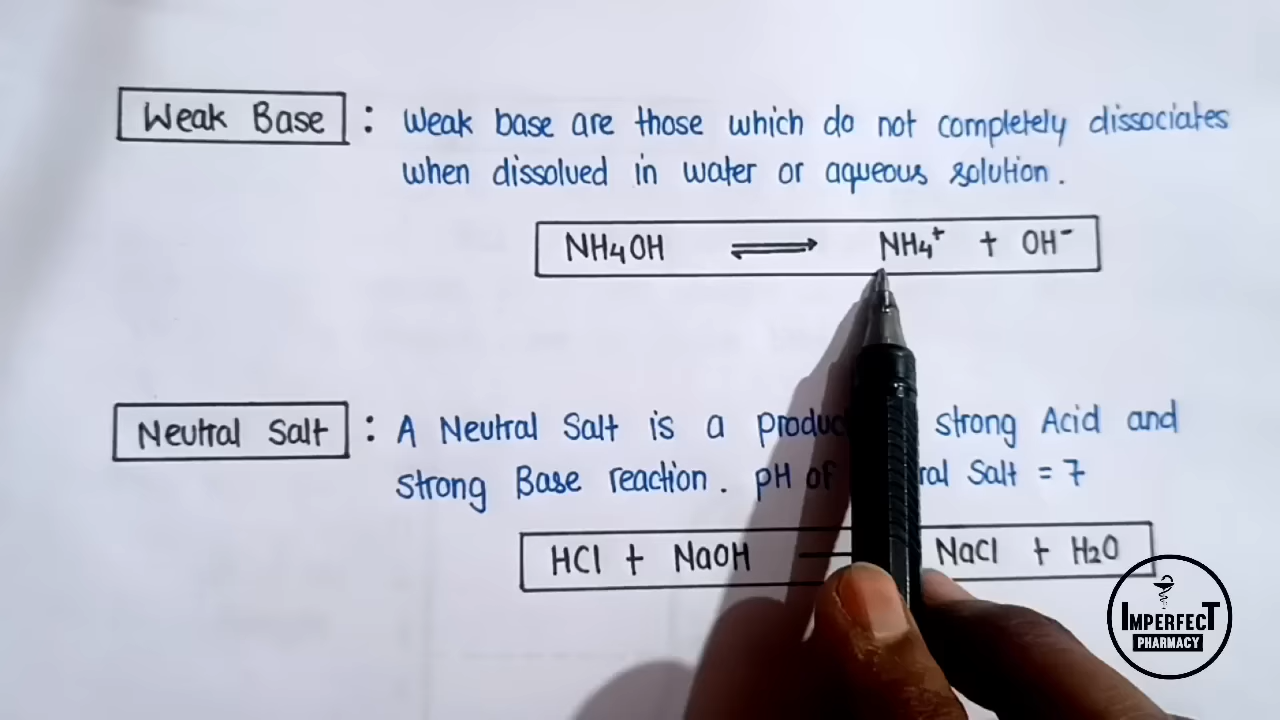 Weak Base : Weak base are those which do not completely dissociates
when dissolved in water or aqueous solution.
NH4OH ⇌ NH4+ + OH-
Neutral Salt : A Neutral Salt is a strong Acid and
strong Base reaction. pH of Salt = 7
HCl + NaOH NaCl + H2O
IMPERFECT
PHARMACY